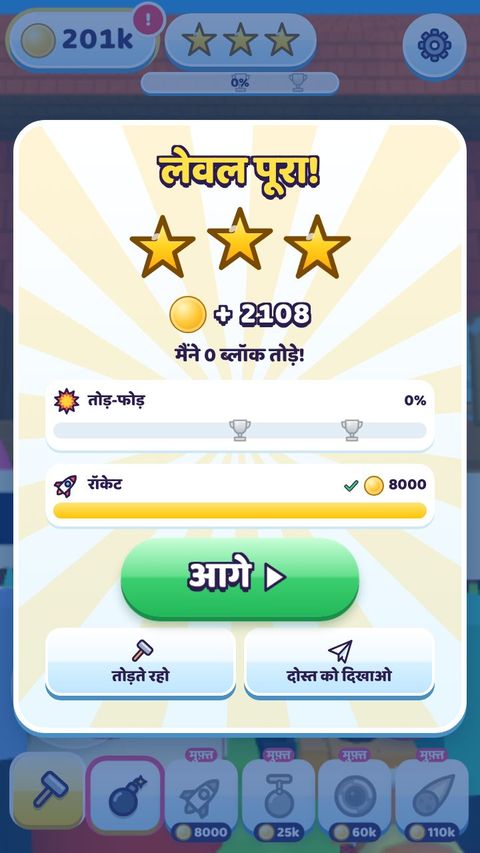 201k
!
0%
लेवल पूरा!
+ 2108
मैंने 0 ब्लॉक तोड़े!
तोड़-फोड़ 0%
रॉकेट 8000
आगे
तोड़ते रहो
दोस्त को दिखाओ
मुफ़्त मुफ़्त मुफ़्त मुफ़्त
8000 25k 60k 110k